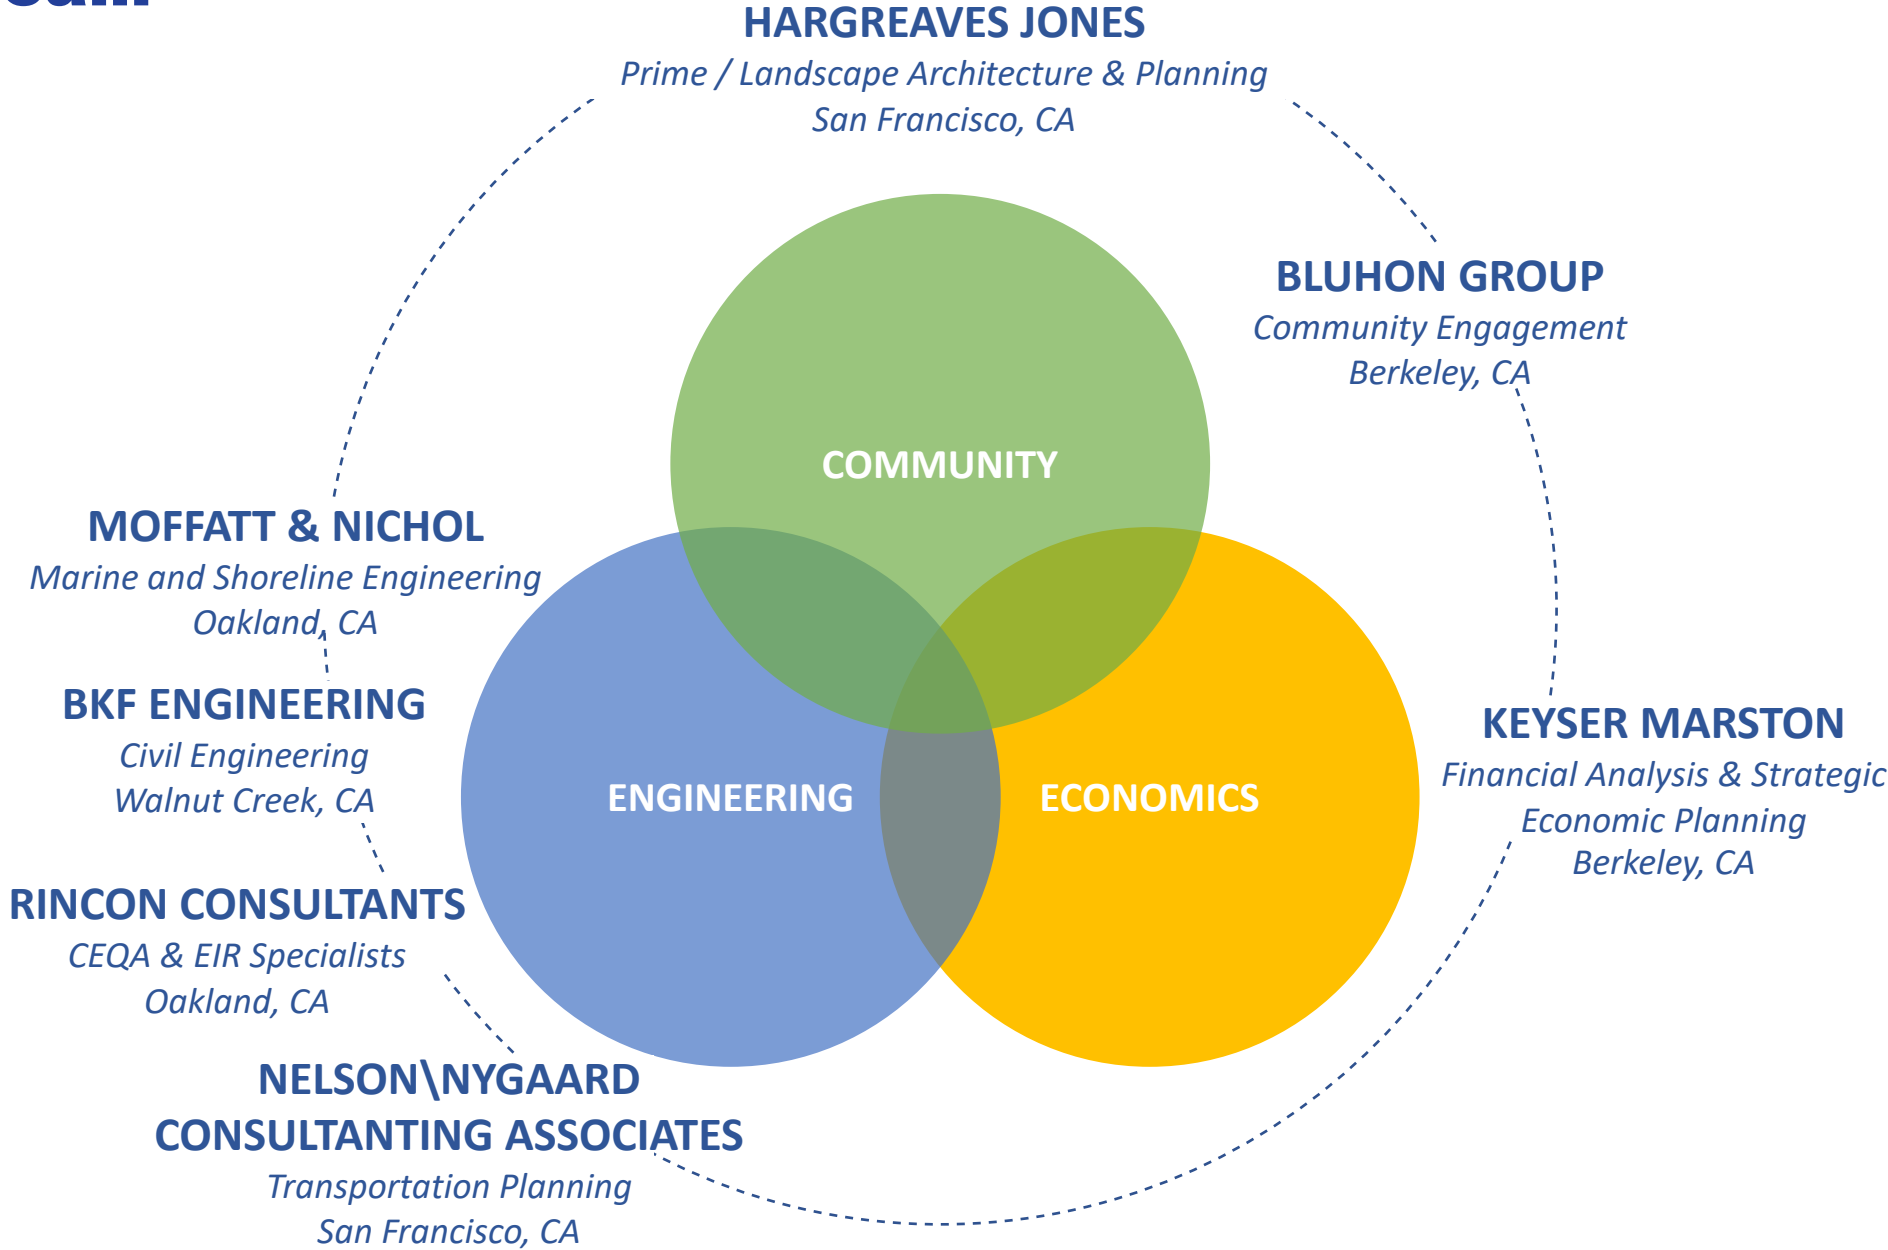 HARGREAVES JONES
Prime / Landscape Architecture & Planning
San Francisco, CA
BLUHON GROUP
Community Engagement
Berkeley, CA
COMMUNITY
MOFFATT & NICHOL
Marine and Shoreline Engineering
Oakland, CA
BKF ENGINEERING
Civil Engineering
Walnut Creek, CA
ENGINEERING
ECONOMICS
KEYSER MARSTON
Financial Analysis & Strategic
Economic Planning
Berkeley, CA
RINCON CONSULTANTS
CEQA & EIR Specialists
Oakland, CA
NELSON\NYGAARD
CONSULTANTING ASSOCIATES
Transportation Planning
San Francisco, CA